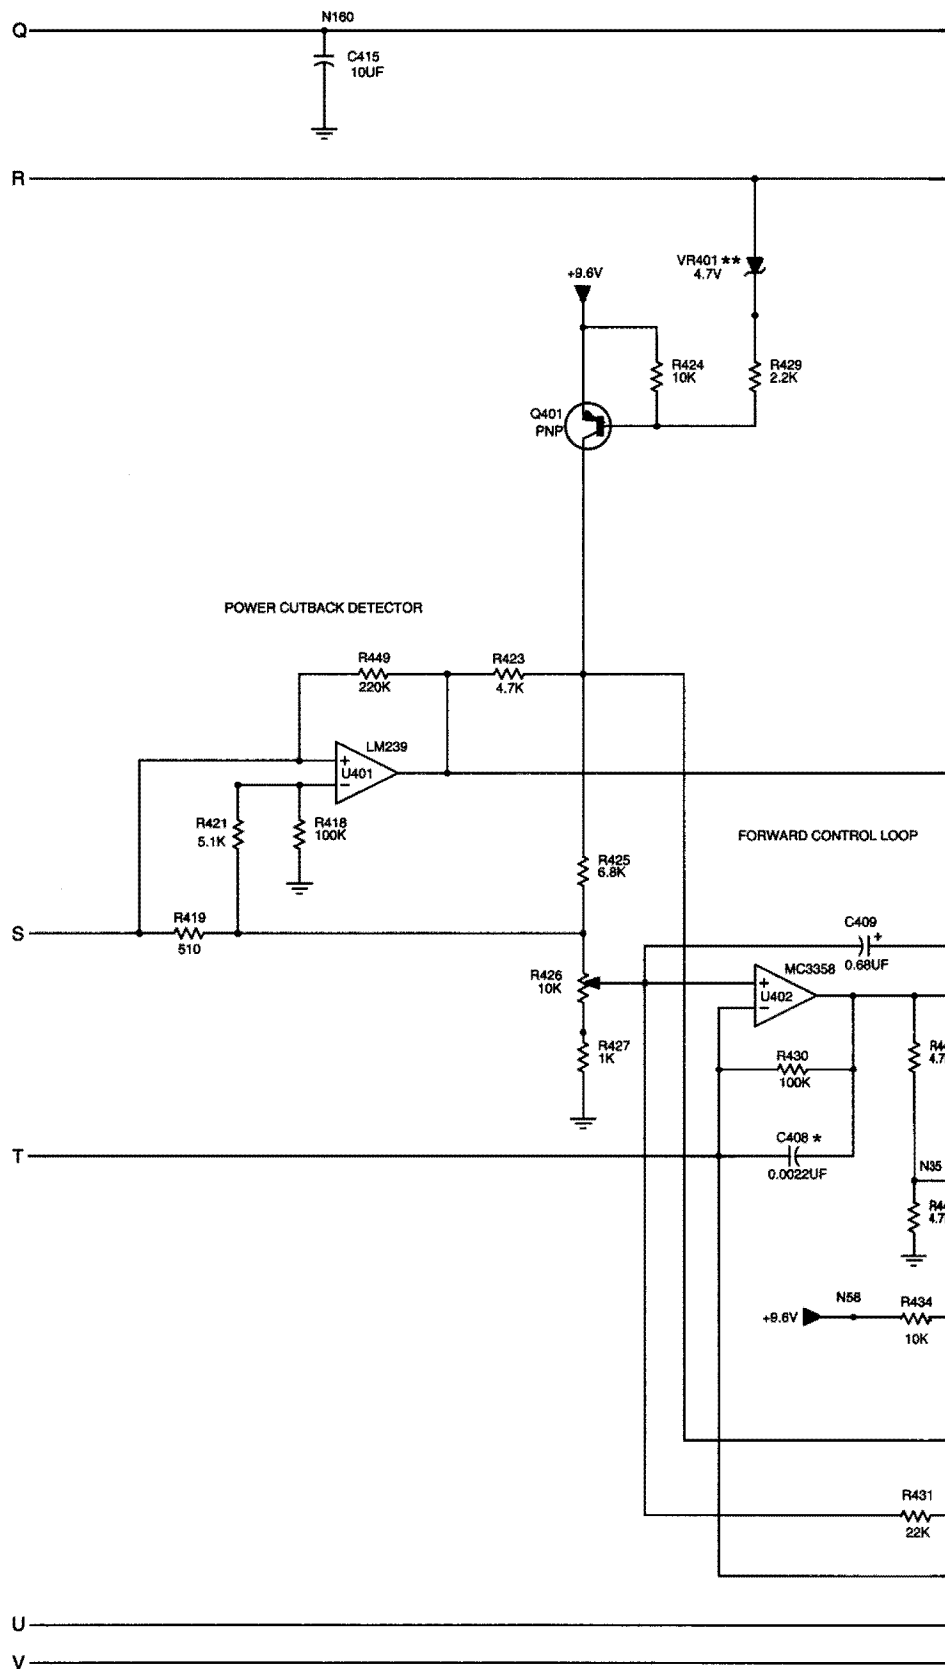 Q
N160
C415
10UF
R
VR401 **
4.7V
+9.6V
R424
10K
R429
2.2K
Q401
PNP
POWER CUTBACK DETECTOR
R449
220K
R423
4.7K
LM239
+
U401
−
R421
5.1K
R418
100K
FORWARD CONTROL LOOP
R425
6.8K
S
R419
510
C409
+
0.68UF
R426
10K
MC3358
+
U402
−
R427
1K
R430
100K
T
C408 *
0.0022UF
N35
N58
+9.6V
R434
10K
R431
22K
U
V